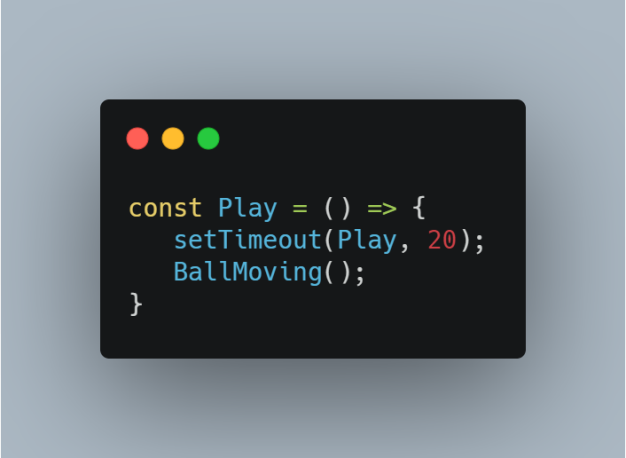 const Play = () => {
   setTimeout(Play, 20);
   BallMoving();
}